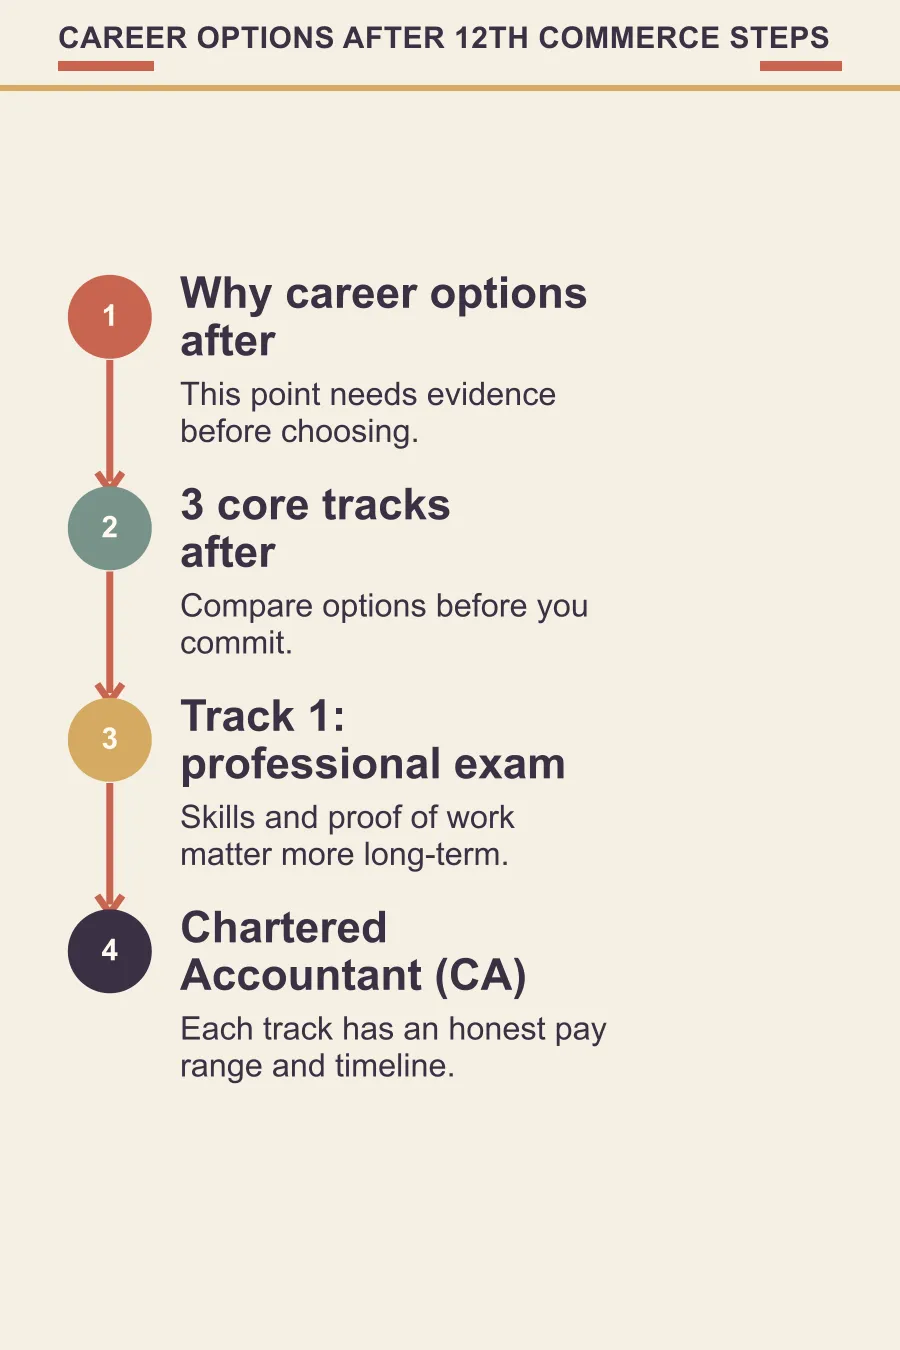 CAREER OPTIONS AFTER 12TH COMMERCE STEPS
1
Why career options
after
This point needs evidence
before choosing.
2
3 core tracks
after
Compare options before you
commit.
3
Track 1:
professional exam
Skills and proof of work
matter more long-term.
4
Chartered
Accountant (CA)
Each track has an honest pay
range and timeline.